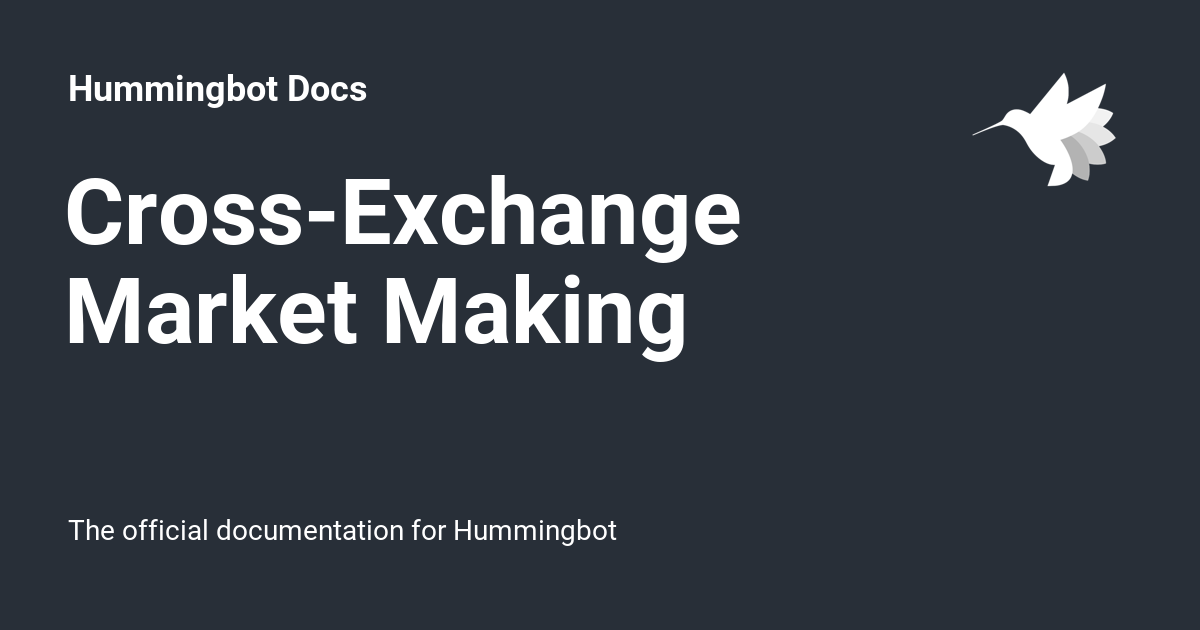 Hummingbot Docs
Cross-Exchange
Market Making
The official documentation for Hummingbot